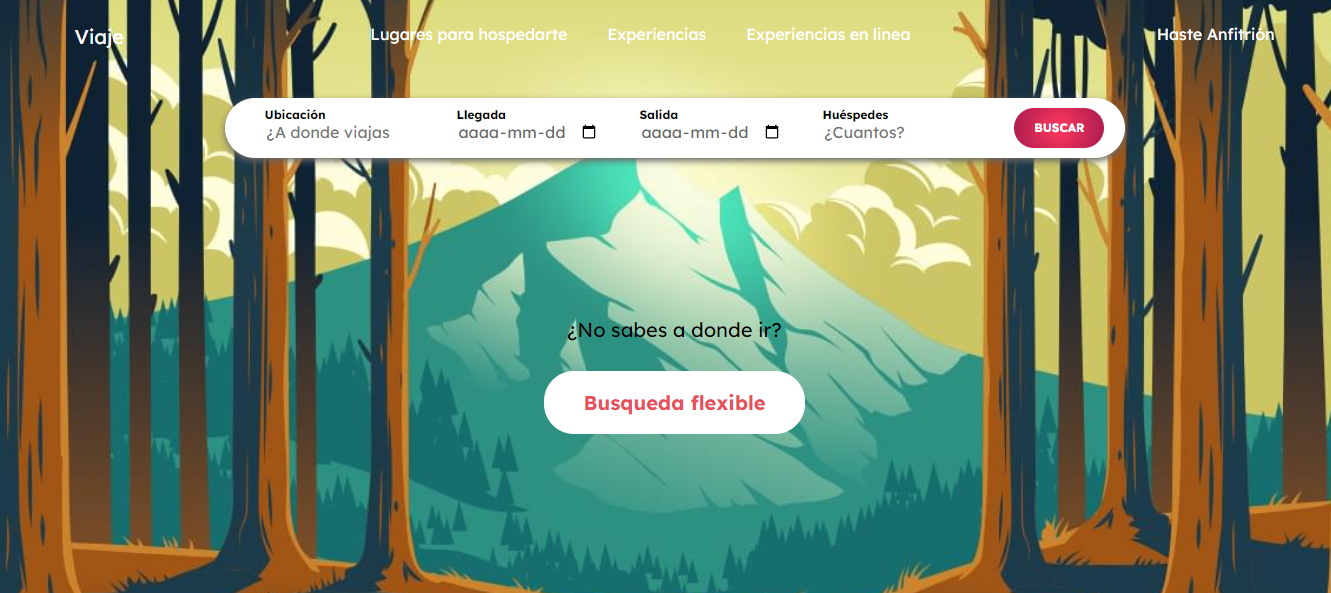 Viaje
Lugares para hospedarte
Experiencias
Experiencias en linea
Haste Anfitrión
Ubicación
¿A donde viajas
Llegada
aaaa-mm-dd
Salida
aaaa-mm-dd
Huéspedes
¿Cuantos?
BUSCAR
¿No sabes a donde ir?
Busqueda flexible